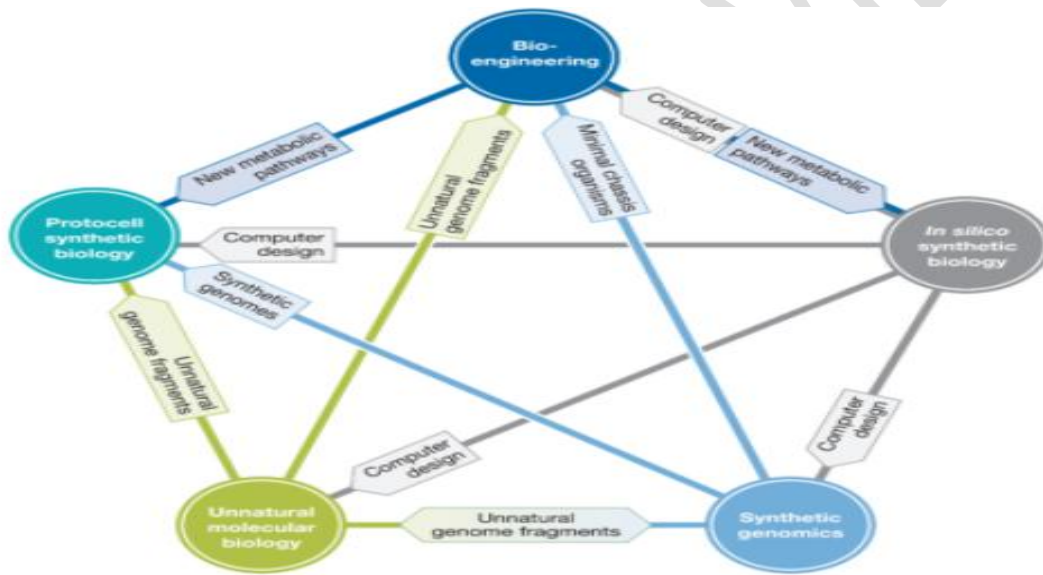 Bio-
engineering
Computer
design
New metabolic
pathways
New metabolic
pathways
Unnatural
genome fragments
Minimal chassis
organisms
Protocell
synthetic
biology
Computer
design
In silico
synthetic
biology
Synthetic
genomes
Unnatural
genome fragments
Computer
design
Computer
design
Unnatural
molecular
biology
Unnatural
genome fragments
Synthetic
genomics